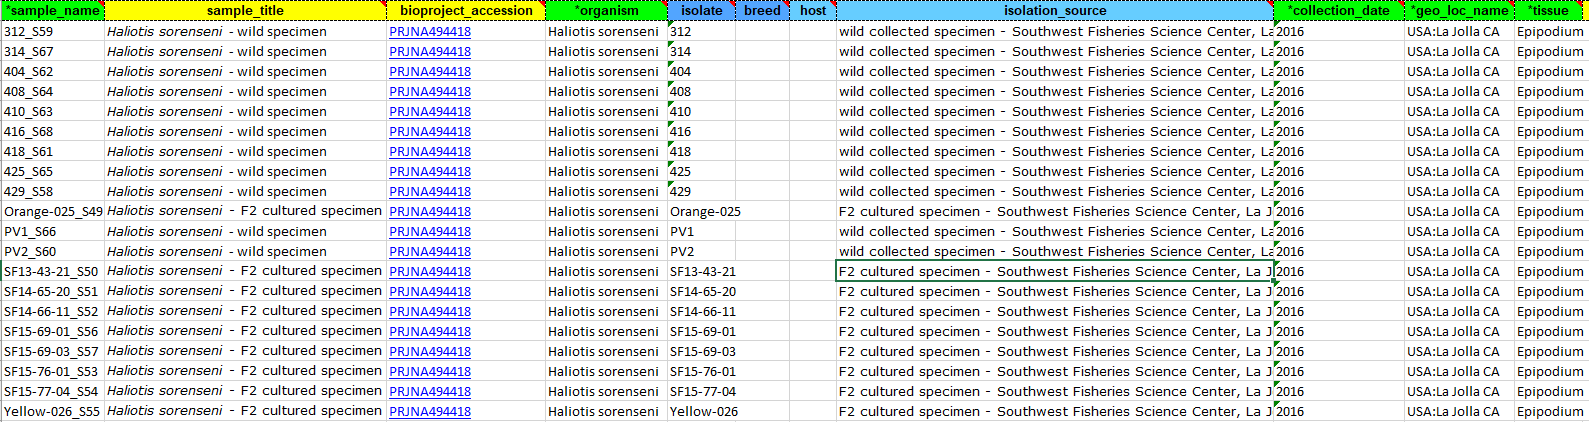 *sample_name sample_title bioproject_accession *organism isolate breed host isolation_source *collection_date *geo_loc_name *tissue
312_S59 Haliotis sorenseni - wild specimen PRJNA494418 Haliotis sorenseni 312 wild collected specimen - Southwest Fisheries Science Center, La 2016 USA:La Jolla CA Epipodium
314_S67 Haliotis sorenseni - wild specimen PRJNA494418 Haliotis sorenseni 314 wild collected specimen - Southwest Fisheries Science Center, La 2016 USA:La Jolla CA Epipodium
404_S62 Haliotis sorenseni - wild specimen PRJNA494418 Haliotis sorenseni 404 wild collected specimen - Southwest Fisheries Science Center, La 2016 USA:La Jolla CA Epipodium
408_S64 Haliotis sorenseni - wild specimen PRJNA494418 Haliotis sorenseni 408 wild collected specimen - Southwest Fisheries Science Center, La 2016 USA:La Jolla CA Epipodium
410_S63 Haliotis sorenseni - wild specimen PRJNA494418 Haliotis sorenseni 410 wild collected specimen - Southwest Fisheries Science Center, La 2016 USA:La Jolla CA Epipodium
416_S68 Haliotis sorenseni - wild specimen PRJNA494418 Haliotis sorenseni 416 wild collected specimen - Southwest Fisheries Science Center, La 2016 USA:La Jolla CA Epipodium
418_S61 Haliotis sorenseni - wild specimen PRJNA494418 Haliotis sorenseni 418 wild collected specimen - Southwest Fisheries Science Center, La 2016 USA:La Jolla CA Epipodium
425_S65 Haliotis sorenseni - wild specimen PRJNA494418 Haliotis sorenseni 425 wild collected specimen - Southwest Fisheries Science Center, La 2016 USA:La Jolla CA Epipodium
429_S58 Haliotis sorenseni - wild specimen PRJNA494418 Haliotis sorenseni 429 wild collected specimen - Southwest Fisheries Science Center, La 2016 USA:La Jolla CA Epipodium
Orange-025_S49 Haliotis sorenseni - F2 cultured specimen PRJNA494418 Haliotis sorenseni Orange-025 F2 cultured specimen - Southwest Fisheries Science Center, La J 2016 USA:La Jolla CA Epipodium
PV1_S66 Haliotis sorenseni - wild specimen PRJNA494418 Haliotis sorenseni PV1 wild collected specimen - Southwest Fisheries Science Center, La 2016 USA:La Jolla CA Epipodium
PV2_S60 Haliotis sorenseni - wild specimen PRJNA494418 Haliotis sorenseni PV2 wild collected specimen - Southwest Fisheries Science Center, La 2016 USA:La Jolla CA Epipodium
SF13-43-21_S50 Haliotis sorenseni - F2 cultured specimen PRJNA494418 Haliotis sorenseni SF13-43-21 F2 cultured specimen - Southwest Fisheries Science Center, La J 2016 USA:La Jolla CA Epipodium
SF14-65-20_S51 Haliotis sorenseni - F2 cultured specimen PRJNA494418 Haliotis sorenseni SF14-65-20 F2 cultured specimen - Southwest Fisheries Science Center, La J 2016 USA:La Jolla CA Epipodium
SF14-66-11_S52 Haliotis sorenseni - F2 cultured specimen PRJNA494418 Haliotis sorenseni SF14-66-11 F2 cultured specimen - Southwest Fisheries Science Center, La J 2016 USA:La Jolla CA Epipodium
SF15-69-01_S56 Haliotis sorenseni - F2 cultured specimen PRJNA494418 Haliotis sorenseni SF15-69-01 F2 cultured specimen - Southwest Fisheries Science Center, La J 2016 USA:La Jolla CA Epipodium
SF15-69-03_S57 Haliotis sorenseni - F2 cultured specimen PRJNA494418 Haliotis sorenseni SF15-69-03 F2 cultured specimen - Southwest Fisheries Science Center, La J 2016 USA:La Jolla CA Epipodium
SF15-76-01_S53 Haliotis sorenseni - F2 cultured specimen PRJNA494418 Haliotis sorenseni SF15-76-01 F2 cultured specimen - Southwest Fisheries Science Center, La J 2016 USA:La Jolla CA Epipodium
SF15-77-04_S54 Haliotis sorenseni - F2 cultured specimen PRJNA494418 Haliotis sorenseni SF15-77-04 F2 cultured specimen - Southwest Fisheries Science Center, La J 2016 USA:La Jolla CA Epipodium
Yellow-026_S55 Haliotis sorenseni - F2 cultured specimen PRJNA494418 Haliotis sorenseni Yellow-026 F2 cultured specimen - Southwest Fisheries Science Center, La J 2016 USA:La Jolla CA Epipodium